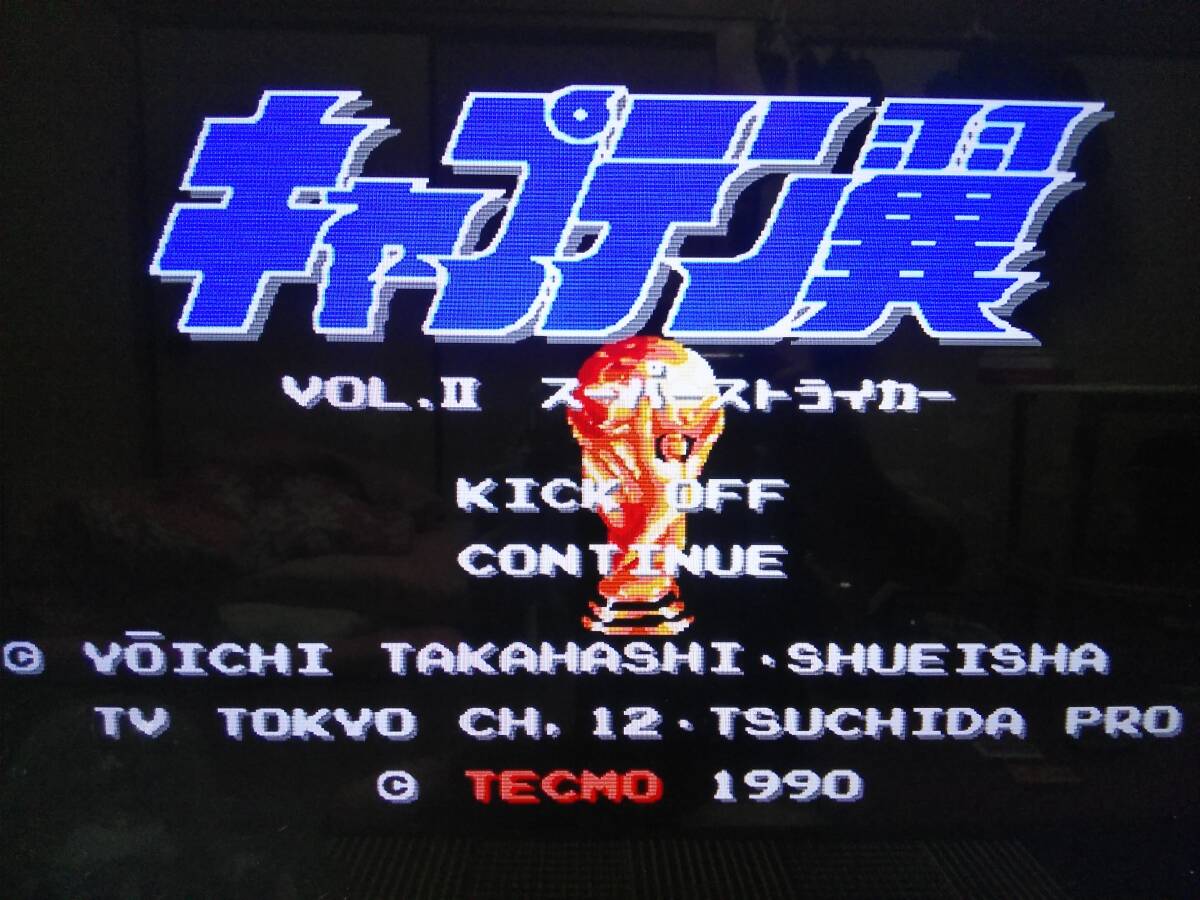 キャプテン翼
VOL.II スーパーストライカー
KICK OFF
CONTINUE
© YŌICHI TAKAHASHI・SHUEISHA
TV TOKYO CH.12・TSUCHIDA PRO
© TECMO 1990